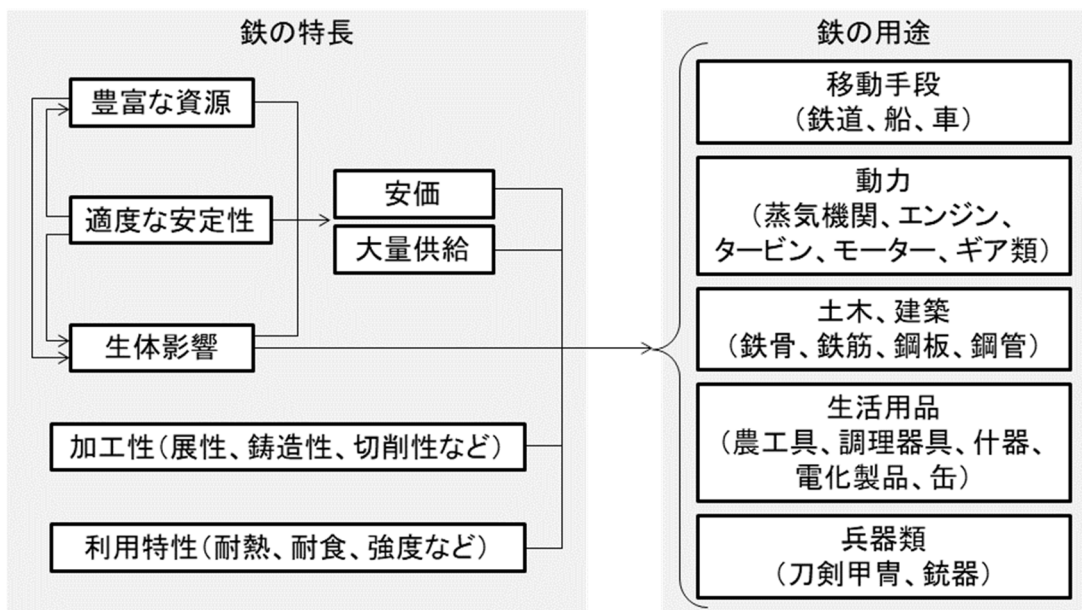 鉄の特長
豊富な資源
適度な安定性
生体影響
安価
大量供給
加工性（展性、鋳造性、切削性など）
利用特性（耐熱、耐食、強度など）
鉄の用途
移動手段
（鉄道、船、車）
動力
（蒸気機関、エンジン、
タービン、モーター、ギア類）
土木、建築
（鉄骨、鉄筋、鋼板、鋼管）
生活用品
（農工具、調理器具、什器、
電化製品、缶）
兵器類
（刀剣甲冑、銃器）